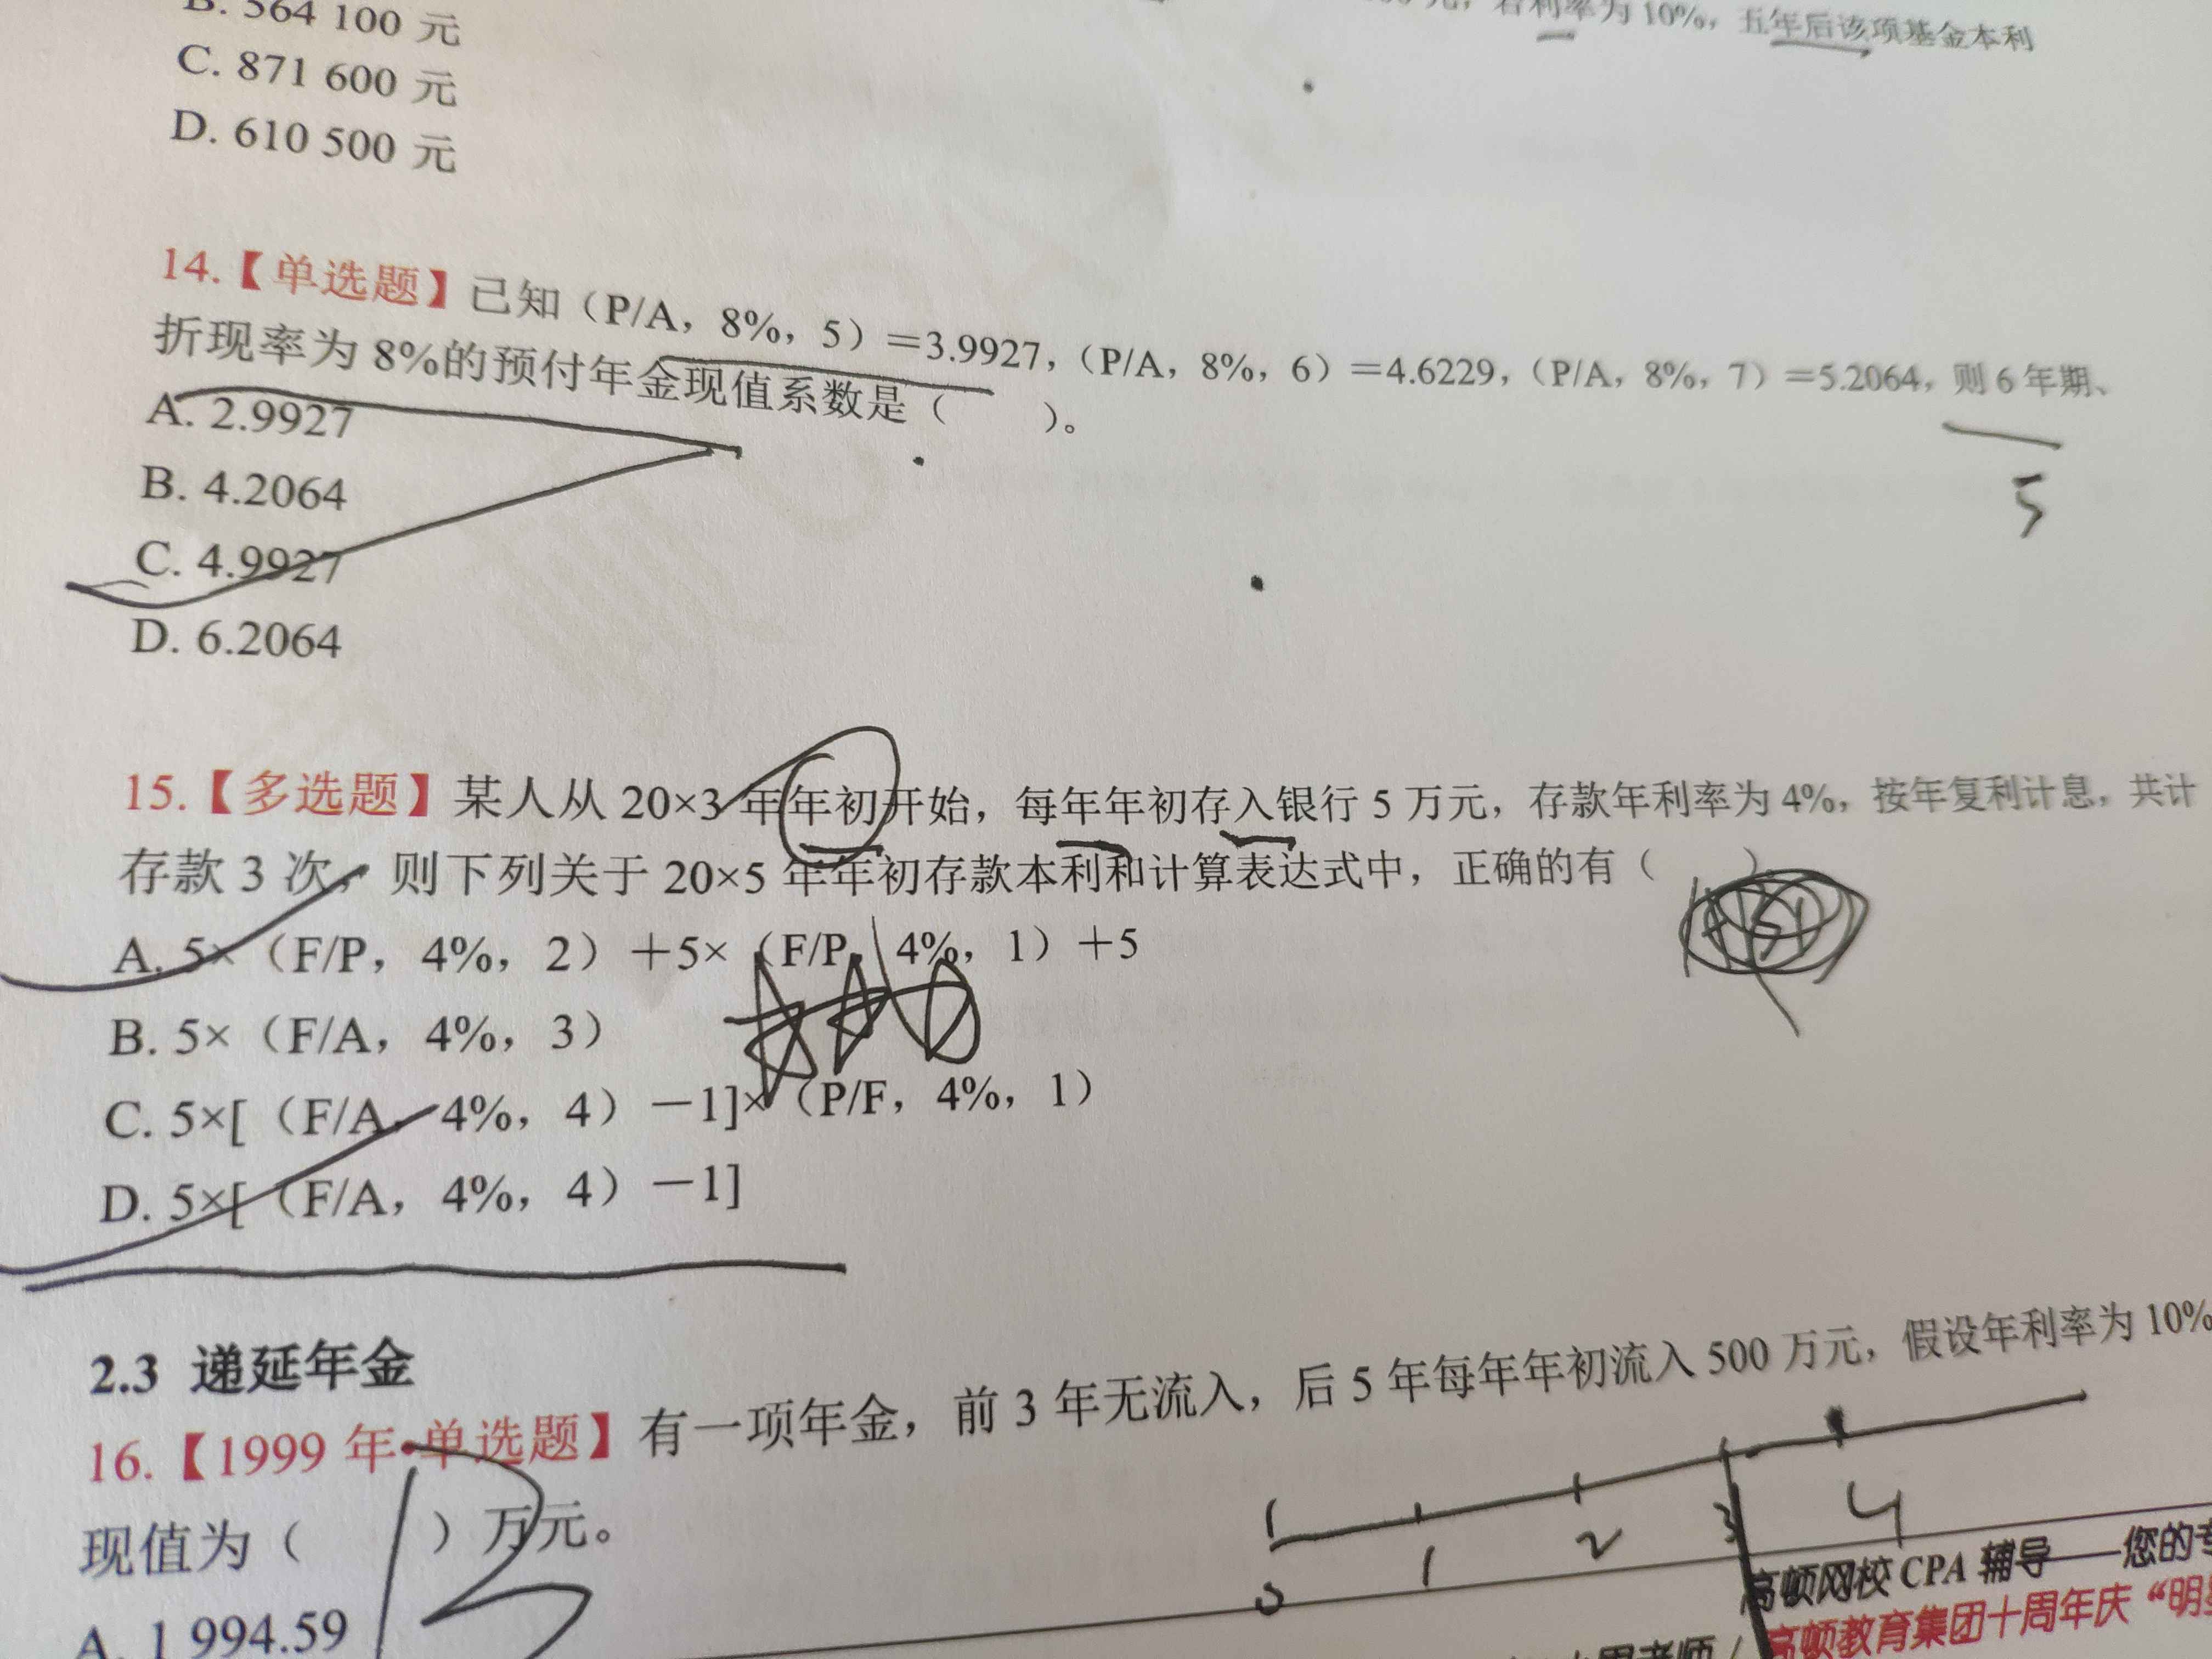 B. 564 100 元
元，若利率为 10%，五年后该项基金本利
C. 871 600 元
D. 610 500 元
14.【单选题】已知（P/A，8%，5）＝3.9927，（P/A，8%，6）＝4.6229，（P/A，8%，7）＝5.2064，则 6 年期、
折现率为 8%的预付年金现值系数是（ ）。
5
A. 2.9927
B. 4.2064
C. 4.9927
D. 6.2064
15.【多选题】某人从 20×3 年年初开始，每年年初存入银行 5 万元，存款年利率为 4%，按年复利计息，共计
存款 3 次，则下列关于 20×5 年年初存款本利和计算表达式中，正确的有（ ）
A. 5×（F/P，4%，2）＋5×（F/P，4%，1）＋5
B. 5×（F/A，4%，3）
C. 5×[（F/A，4%，4）－1]×（P/F，4%，1）
D. 5×[（F/A，4%，4）－1]
2.3 递延年金
16.【1999 年·单选题】有一项年金，前 3 年无流入，后 5 年每年年初流入 500 万元，假设年利率为 10%
现值为（ ）万元。
0 1 2 3 4
A. 1 994.59
高顿网校 CPA 辅导——您的专
高顿教育集团十周年庆“明